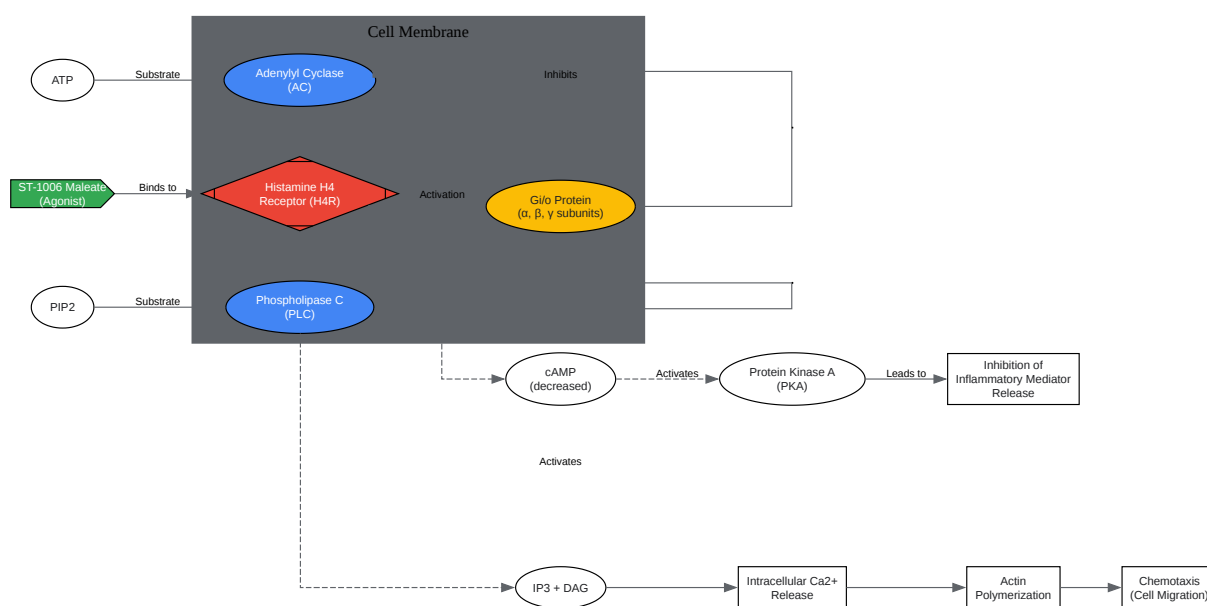 Cell Membrane
ATP
Substrate
Adenylyl Cyclase
(AC)
Inhibits
ST-1006 Maleate
(Agonist)
Binds to
Histamine H4
Receptor (H4R)
Activation
Gi/o Protein
(α, β, γ subunits)
PIP2
Substrate
Phospholipase C
(PLC)
cAMP
(decreased)
Activates
Protein Kinase A
(PKA)
Leads to
Inhibition of
Inflammatory Mediator
Release
Activates
IP3 + DAG
Intracellular Ca2+
Release
Actin
Polymerization
Chemotaxis
(Cell Migration)